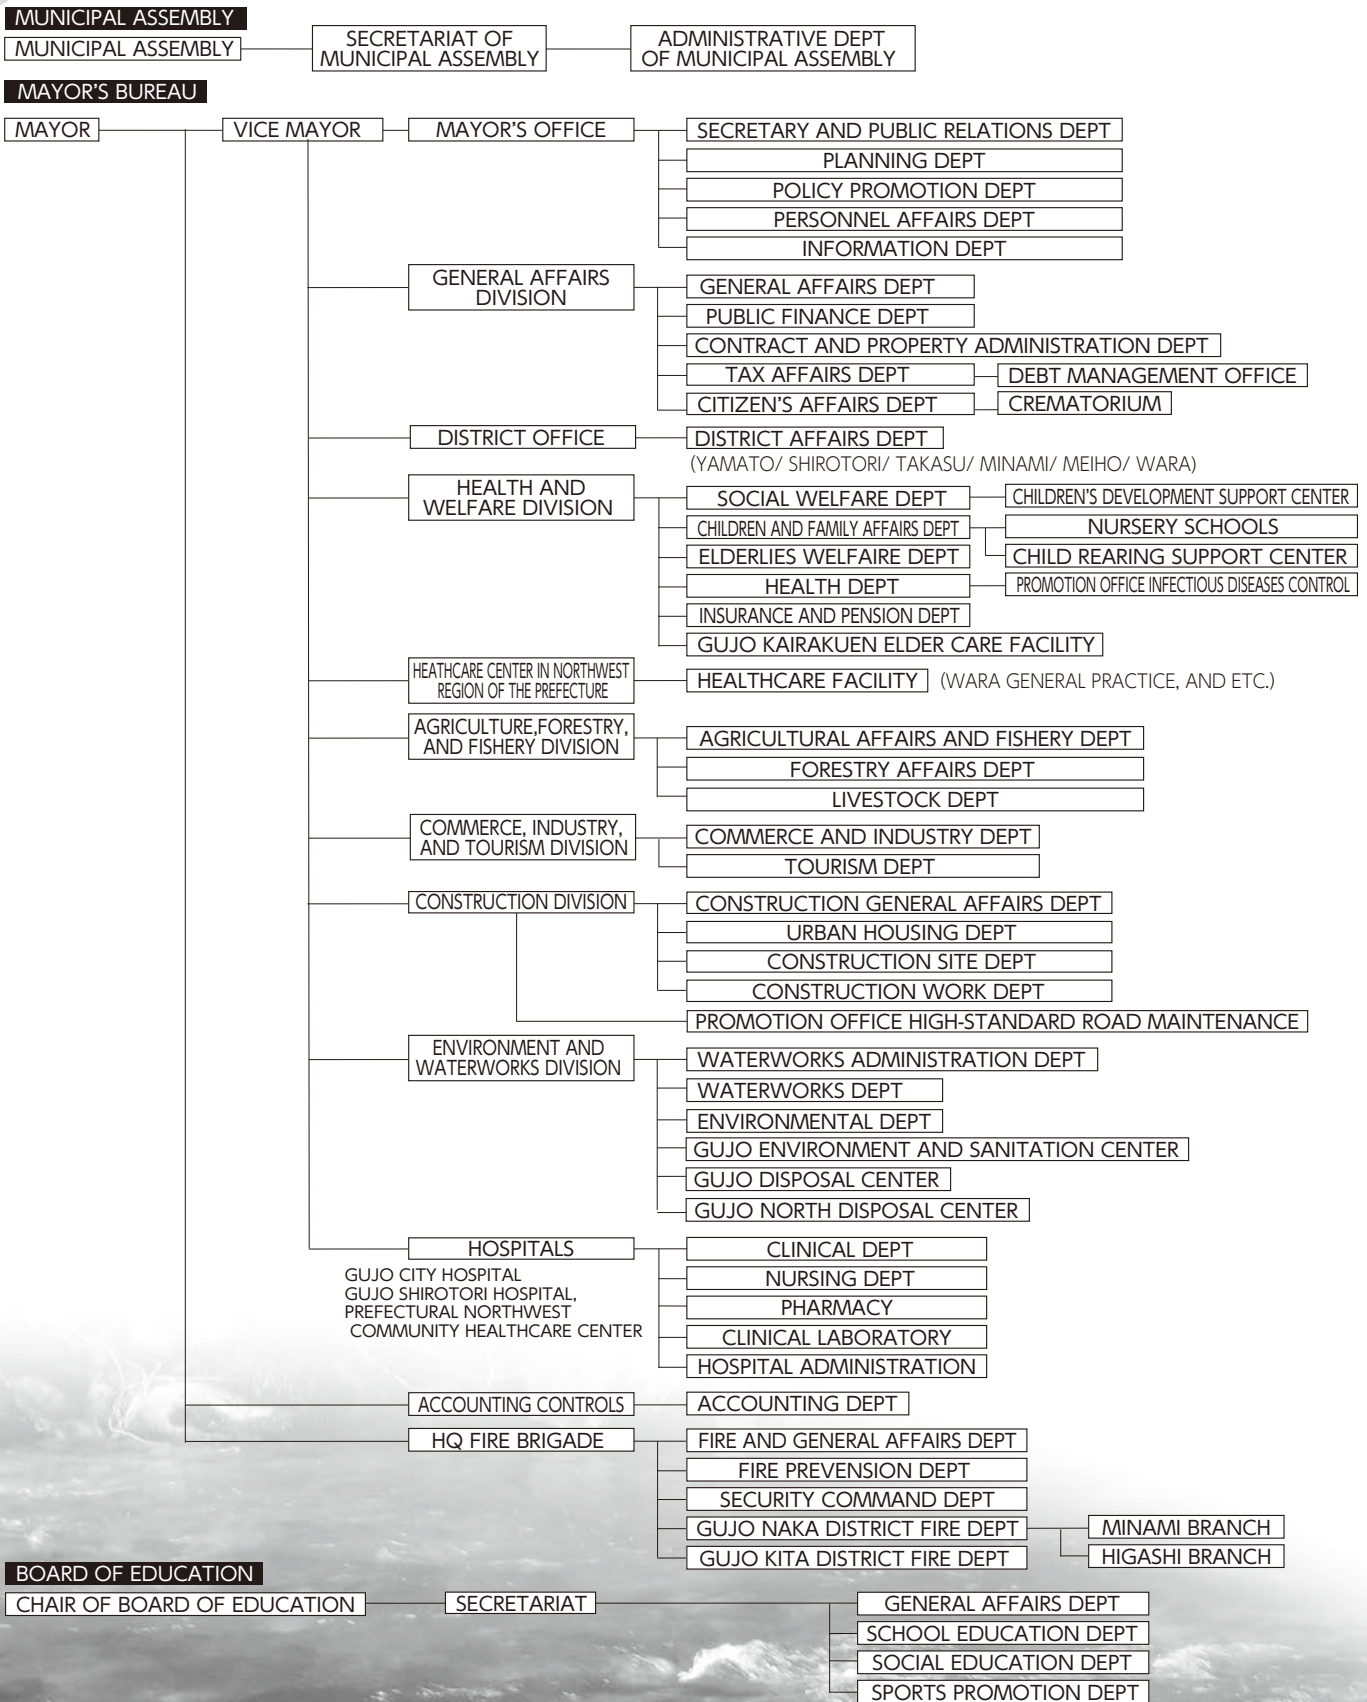 MUNICIPAL ASSEMBLY
MUNICIPAL ASSEMBLY
SECRETARIAT OF
MUNICIPAL ASSEMBLY
ADMINISTRATIVE DEPT
OF MUNICIPAL ASSEMBLY
MAYOR'S BUREAU
MAYOR
VICE MAYOR
MAYOR'S OFFICE
SECRETARY AND PUBLIC RELATIONS DEPT
PLANNING DEPT
POLICY PROMOTION DEPT
PERSONNEL AFFAIRS DEPT
INFORMATION DEPT
GENERAL AFFAIRS
DIVISION
GENERAL AFFAIRS DEPT
PUBLIC FINANCE DEPT
CONTRACT AND PROPERTY ADMINISTRATION DEPT
TAX AFFAIRS DEPT
DEBT MANAGEMENT OFFICE
CITIZEN'S AFFAIRS DEPT
CREMATORIUM
DISTRICT OFFICE
DISTRICT AFFAIRS DEPT
(YAMATO/ SHIROTORI/ TAKASU/ MINAMI/ MEIHO/ WARA)
HEALTH AND
WELFARE DIVISION
SOCIAL WELFARE DEPT
CHILDREN'S DEVELOPMENT SUPPORT CENTER
CHILDREN AND FAMILY AFFAIRS DEPT
NURSERY SCHOOLS
CHILD REARING SUPPORT CENTER
ELDERLIES WELFAIRE DEPT
HEALTH DEPT
PROMOTION OFFICE INFECTIOUS DISEASES CONTROL
INSURANCE AND PENSION DEPT
GUJO KAIRAKUEN ELDER CARE FACILITY
HEATHCARE CENTER IN NORTHWEST
REGION OF THE PREFECTURE
HEALTHCARE FACILITY
(WARA GENERAL PRACTICE, AND ETC.)
AGRICULTURE,FORESTRY,
AND FISHERY DIVISION
AGRICULTURAL AFFAIRS AND FISHERY DEPT
FORESTRY AFFAIRS DEPT
LIVESTOCK DEPT
COMMERCE, INDUSTRY,
AND TOURISM DIVISION
COMMERCE AND INDUSTRY DEPT
TOURISM DEPT
CONSTRUCTION DIVISION
CONSTRUCTION GENERAL AFFAIRS DEPT
URBAN HOUSING DEPT
CONSTRUCTION SITE DEPT
CONSTRUCTION WORK DEPT
PROMOTION OFFICE HIGH-STANDARD ROAD MAINTENANCE
ENVIRONMENT AND
WATERWORKS DIVISION
WATERWORKS ADMINISTRATION DEPT
WATERWORKS DEPT
ENVIRONMENTAL DEPT
GUJO ENVIRONMENT AND SANITATION CENTER
GUJO DISPOSAL CENTER
GUJO NORTH DISPOSAL CENTER
HOSPITALS
GUJO CITY HOSPITAL
GUJO SHIROTORI HOSPITAL,
PREFECTURAL NORTHWEST
COMMUNITY HEALTHCARE CENTER
CLINICAL DEPT
NURSING DEPT
PHARMACY
CLINICAL LABORATORY
HOSPITAL ADMINISTRATION
ACCOUNTING CONTROLS
ACCOUNTING DEPT
HQ FIRE BRIGADE
FIRE AND GENERAL AFFAIRS DEPT
FIRE PREVENSION DEPT
SECURITY COMMAND DEPT
GUJO NAKA DISTRICT FIRE DEPT
MINAMI BRANCH
HIGASHI BRANCH
GUJO KITA DISTRICT FIRE DEPT
BOARD OF EDUCATION
CHAIR OF BOARD OF EDUCATION
SECRETARIAT
GENERAL AFFAIRS DEPT
SCHOOL EDUCATION DEPT
SOCIAL EDUCATION DEPT
SPORTS PROMOTION DEPT